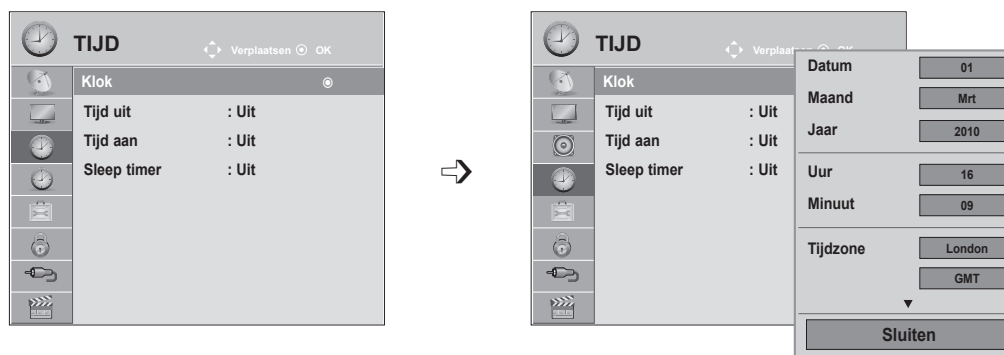 TIJD
Verplaatsen OK
Klok
Tijd uit : Uit
Tijd aan : Uit
Sleep timer : Uit
TIJD
Klok
Tijd uit : Uit
Tijd aan : Uit
Sleep timer : Uit
Datum 01
Maand Mrt
Jaar 2010
Uur 16
Minuut 09
Tijdzone London
GMT
Sluiten